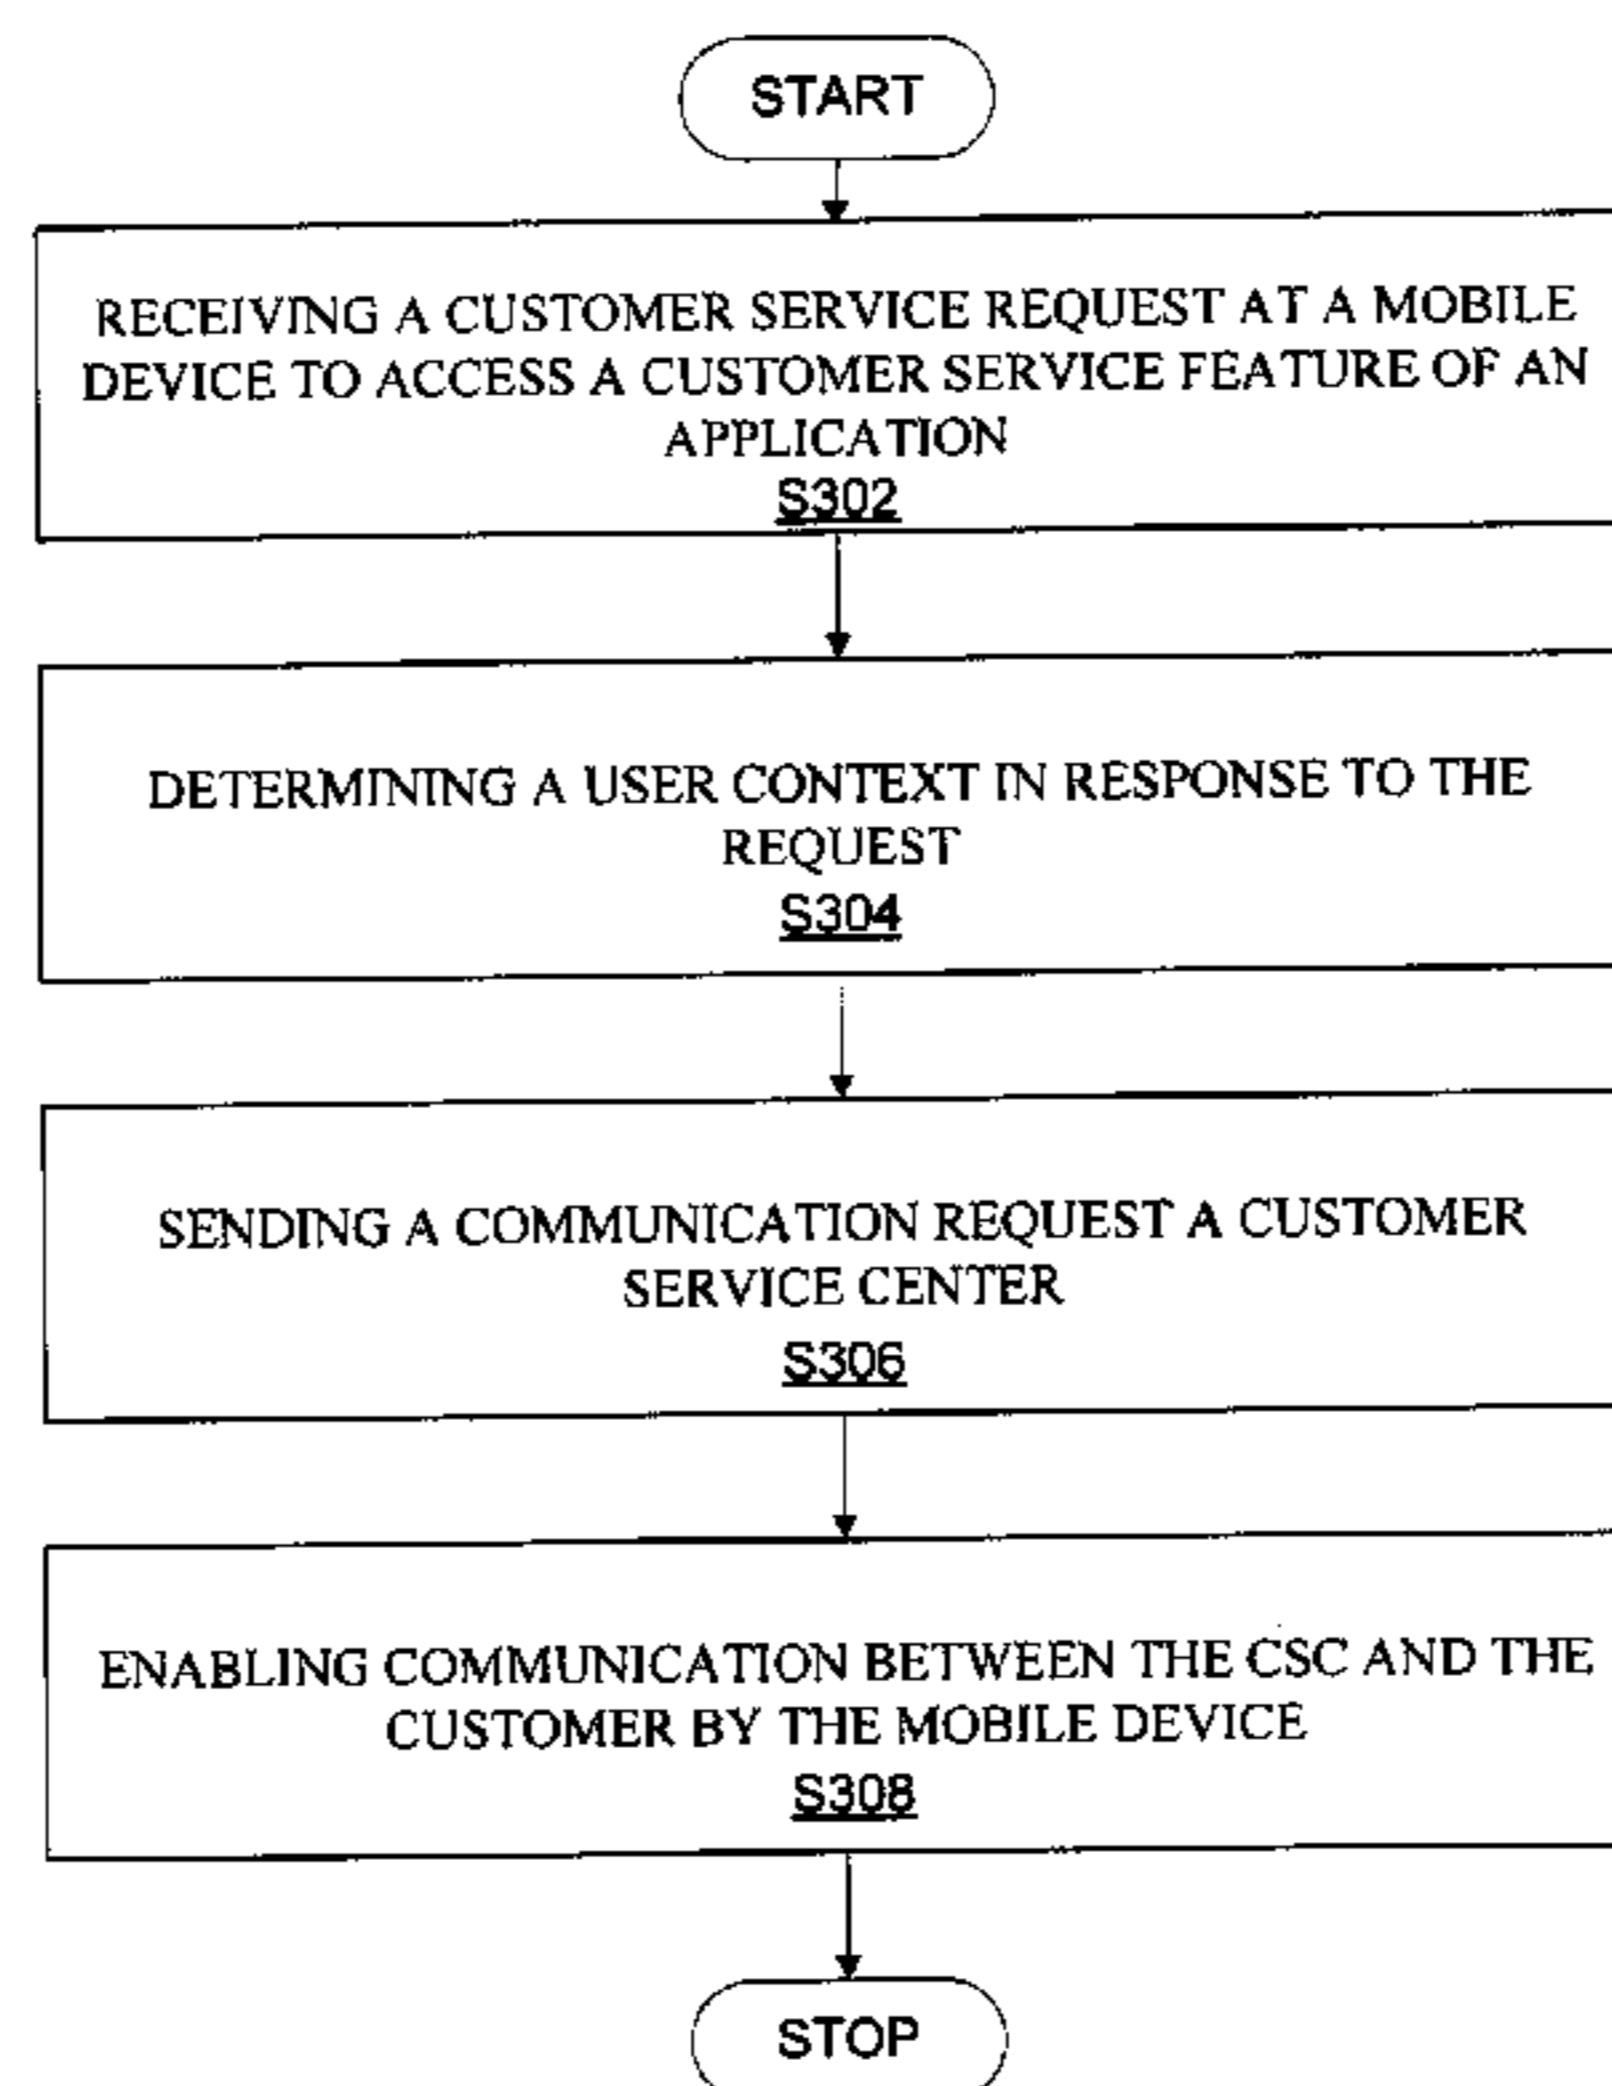 START
RECEIVING A CUSTOMER SERVICE REQUEST AT A MOBILE
DEVICE TO ACCESS A CUSTOMER SERVICE FEATURE OF AN
APPLICATION
S302
DETERMINING A USER CONTEXT IN RESPONSE TO THE
REQUEST
S304
SENDING A COMMUNICATION REQUEST A CUSTOMER
SERVICE CENTER
S306
ENABLING COMMUNICATION BETWEEN THE CSC AND THE
CUSTOMER BY THE MOBILE DEVICE
S308
STOP